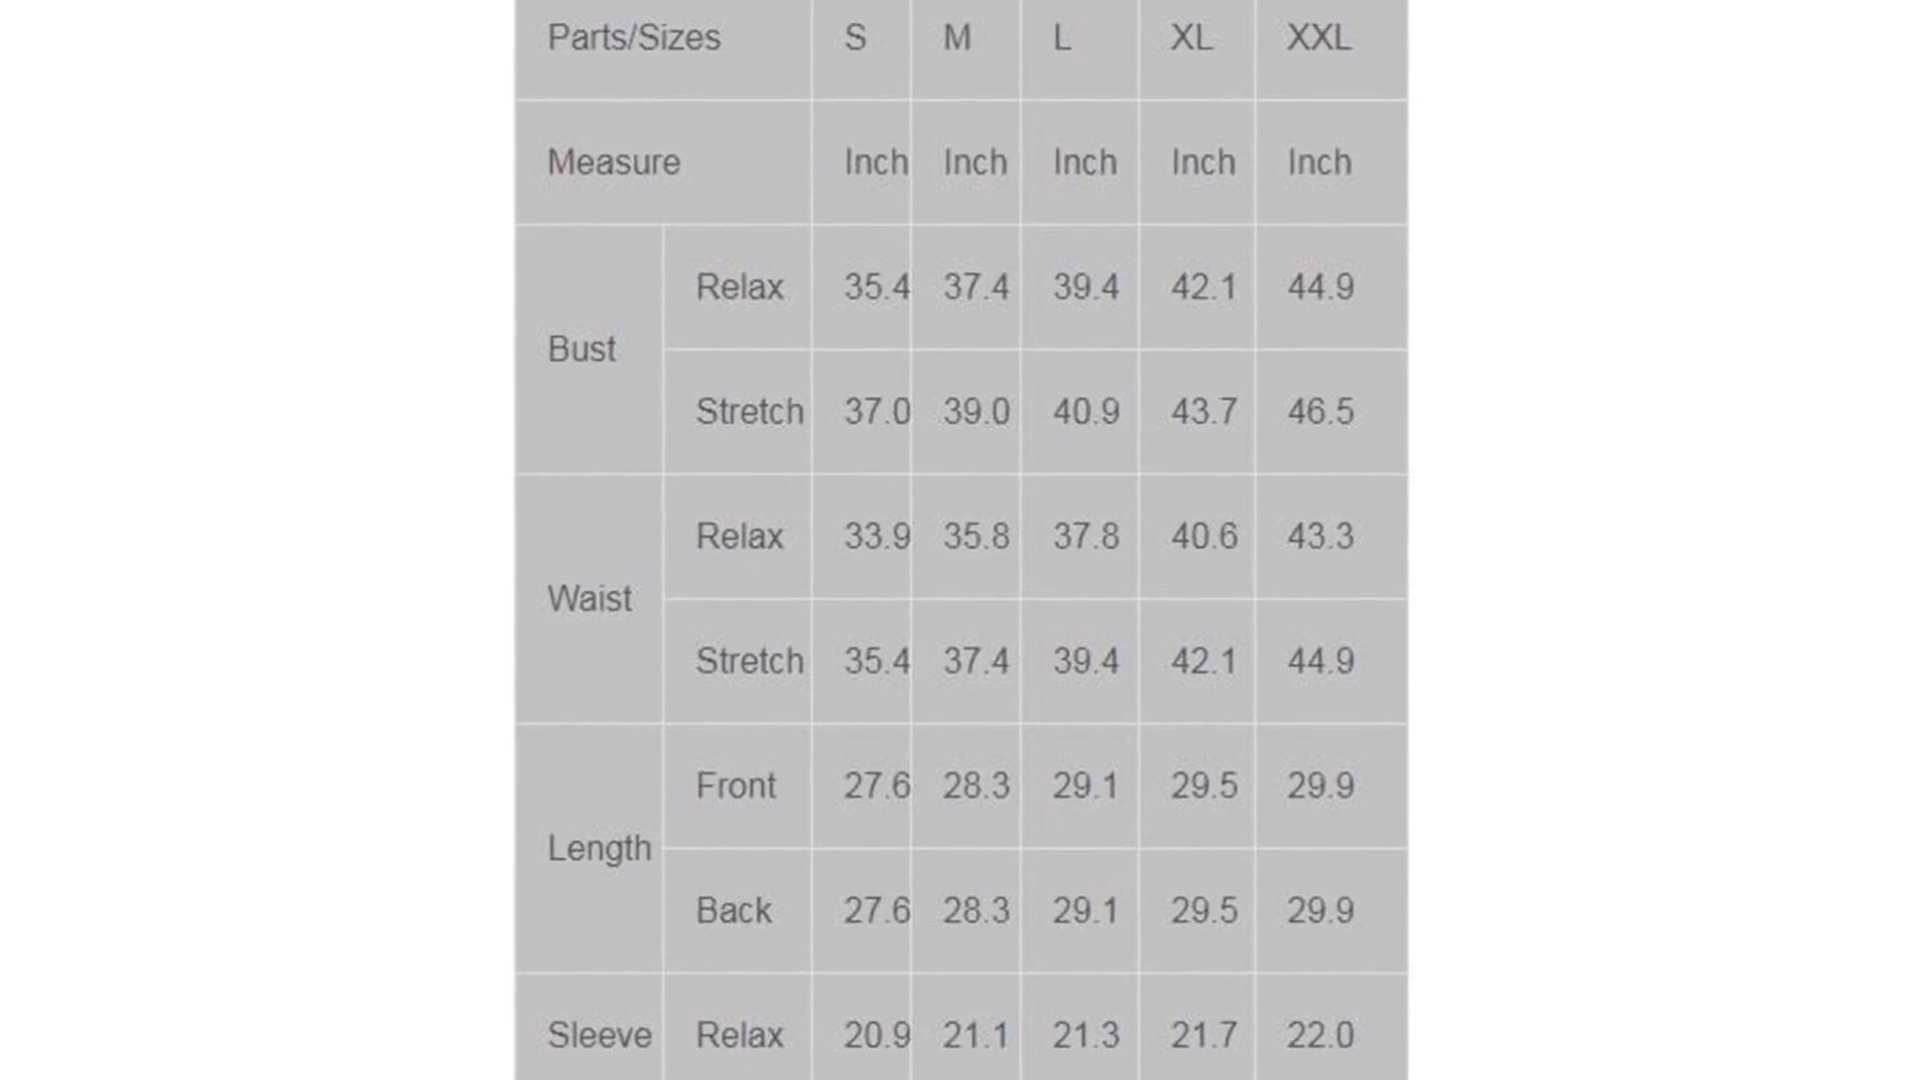 Parts/Sizes S M L XL XXL
Measure Inch Inch Inch Inch Inch
Bust Relax 35.4 37.4 39.4 42.1 44.9
Stretch 37.0 39.0 40.9 43.7 46.5
Waist Relax 33.9 35.8 37.8 40.6 43.3
Stretch 35.4 37.4 39.4 42.1 44.9
Length Front 27.6 28.3 29.1 29.5 29.9
Back 27.6 28.3 29.1 29.5 29.9
Sleeve Relax 20.9 21.1 21.3 21.7 22.0